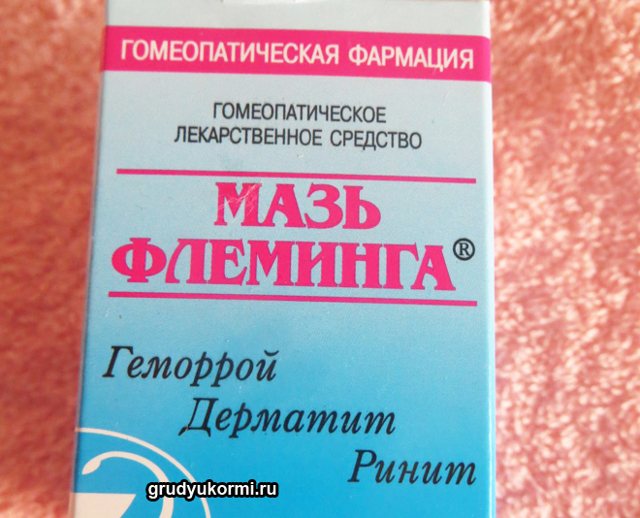 ГОМЕОПАТИЧЕСКАЯ ФАРМАЦИЯ
ГОМЕОПАТИЧЕСКОЕ
ЛЕКАРСТВЕННОЕ СРЕДСТВО
МАЗЬ
ФЛЕМИНГА®
Геморрой
Дерматит
Ринит
grudyukormi.ru